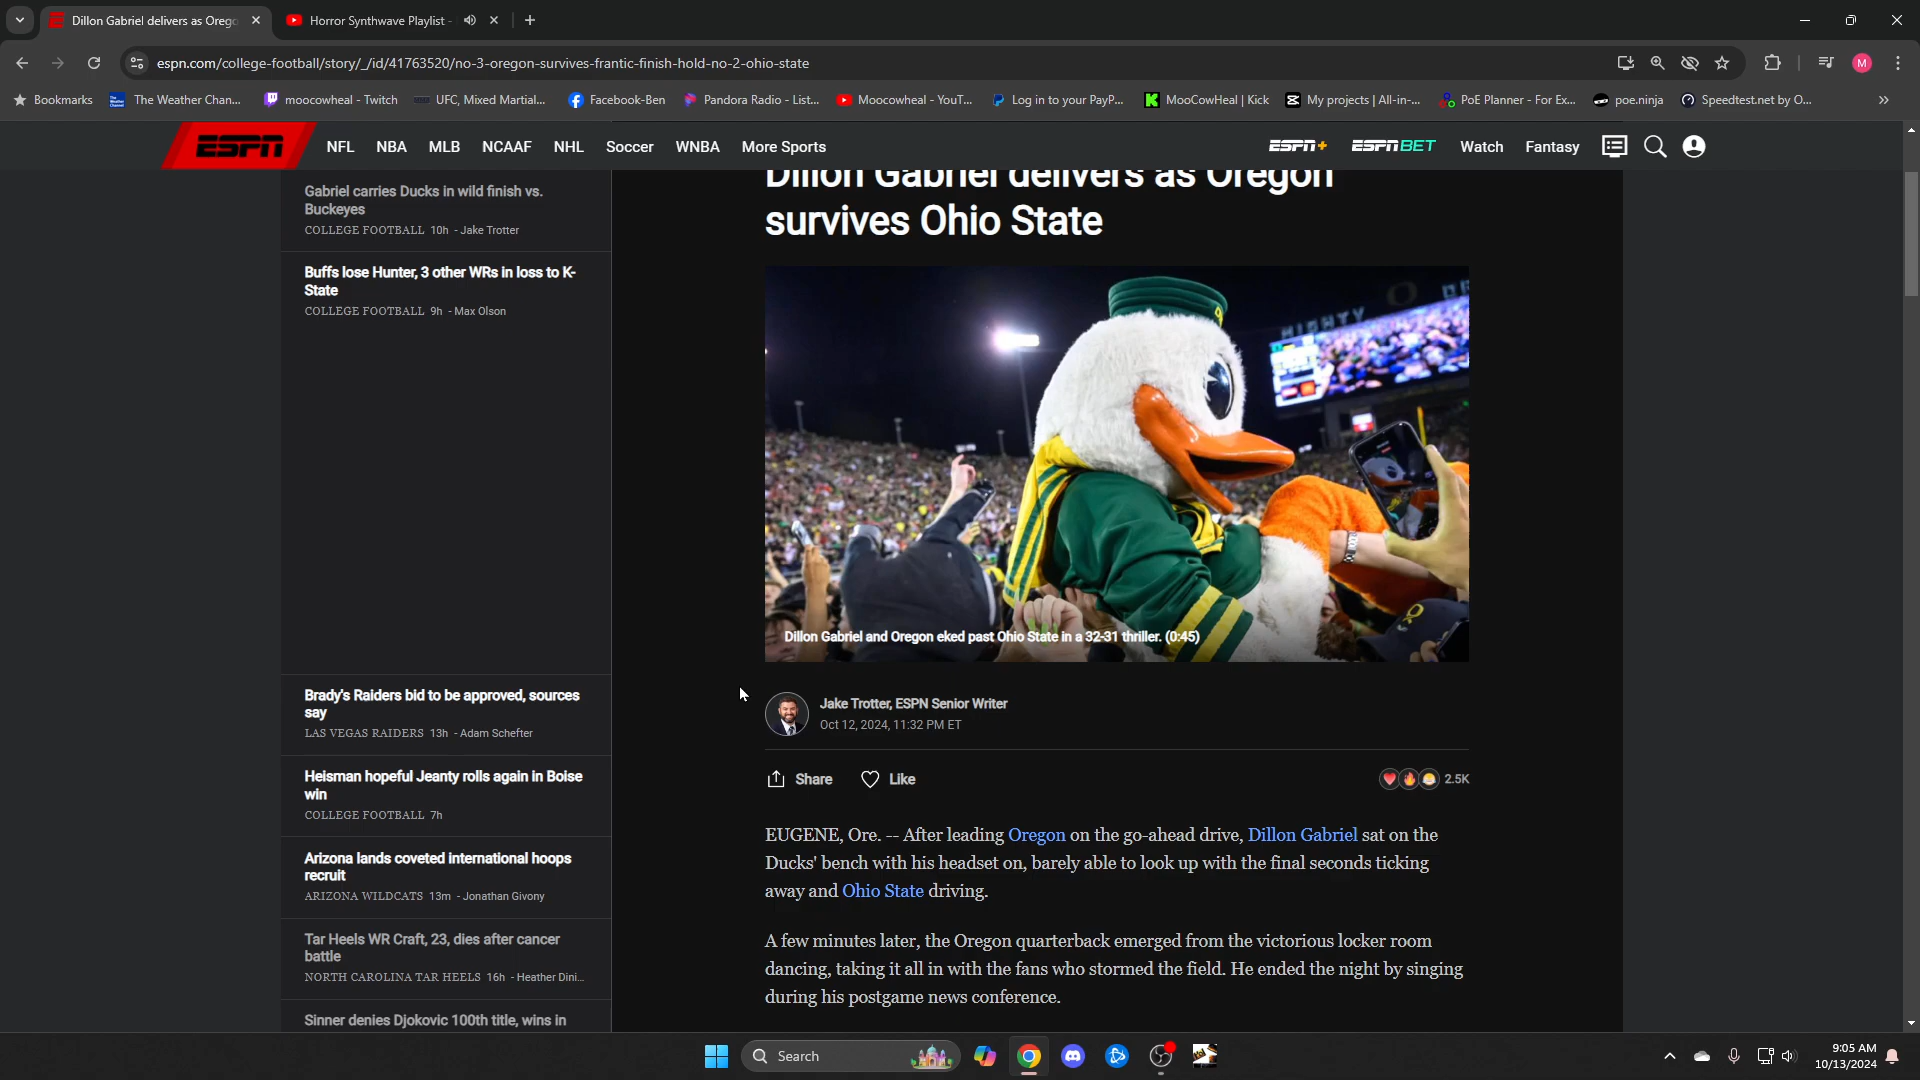 Dillon Gabriel delivers as Orego
Horror Synthwave Playlist -
espn.com/college-football/story/_/id/41763520/no-3-oregon-survives-frantic-finish-hold-no-2-ohio-state
M
Bookmarks
The Weather Chan...
moocowheal - Twitch
UFC, Mixed Martial...
Facebook-Ben
Pandora Radio - List...
Moocowheal - YouT...
Log in to your PayP...
MooCowHeal | Kick
My projects | All-in-...
PoE Planner - For Ex...
poe.ninja
Speedtest.net by O...
ESPN
NFL
NBA
MLB
NCAAF
NHL
Soccer
WNBA
More Sports
ESPN+
ESPN BET
Watch
Fantasy
Gabriel carries Ducks in wild finish vs.
Buckeyes
COLLEGE FOOTBALL 10h - Jake Trotter
Buffs lose Hunter, 3 other WRs in loss to K-
State
COLLEGE FOOTBALL 9h - Max Olson
Brady's Raiders bid to be approved, sources
say
LAS VEGAS RAIDERS 13h - Adam Schefter
Heisman hopeful Jeanty rolls again in Boise
win
COLLEGE FOOTBALL 7h
Arizona lands coveted international hoops
recruit
ARIZONA WILDCATS 13m - Jonathan Givony
Tar Heels WR Craft, 23, dies after cancer
battle
NORTH CAROLINA TAR HEELS 16h - Heather Dini...
Sinner denies Djokovic 100th title, wins in
Dillon Gabriel delivers as Oregon
survives Ohio State
MIGHTY
Dillon Gabriel and Oregon eked past Ohio State in a 32-31 thriller. (0:45)
Jake Trotter, ESPN Senior Writer
Oct 12, 2024, 11:32 PM ET
Share
Like
2.5K
EUGENE, Ore. -- After leading Oregon on the go-ahead drive, Dillon Gabriel sat on the
Ducks' bench with his headset on, barely able to look up with the final seconds ticking
away and Ohio State driving.
A few minutes later, the Oregon quarterback emerged from the victorious locker room
dancing, taking it all in with the fans who stormed the field. He ended the night by singing
during his postgame news conference.
Search
9:05 AM
10/13/2024